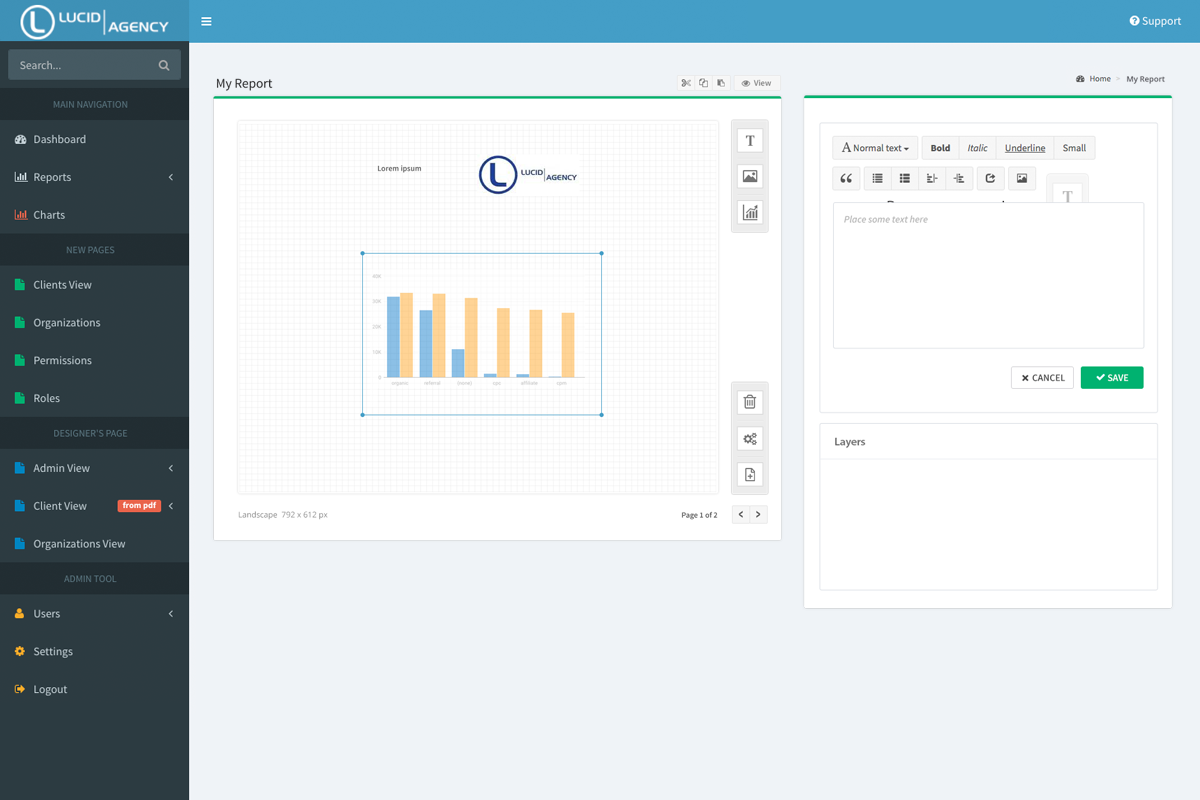 LUCID AGENCY
Support
Search...
MAIN NAVIGATION
Dashboard
Reports
Charts
NEW PAGES
Clients View
Organizations
Permissions
Roles
DESIGNER'S PAGE
Admin View
Client View from pdf
Organizations View
ADMIN TOOL
Users
Settings
Logout
My Report
View
Home
My Report
Lorem ipsum
LUCID AGENCY
T
40K
30K
20K
10K
0
organic referral (none) cpc affiliate cpm
Landscape 792 x 612 px
Page 1 of 2
A Normal text Bold Italic Underline Small
T
Place some text here
CANCEL SAVE
Layers